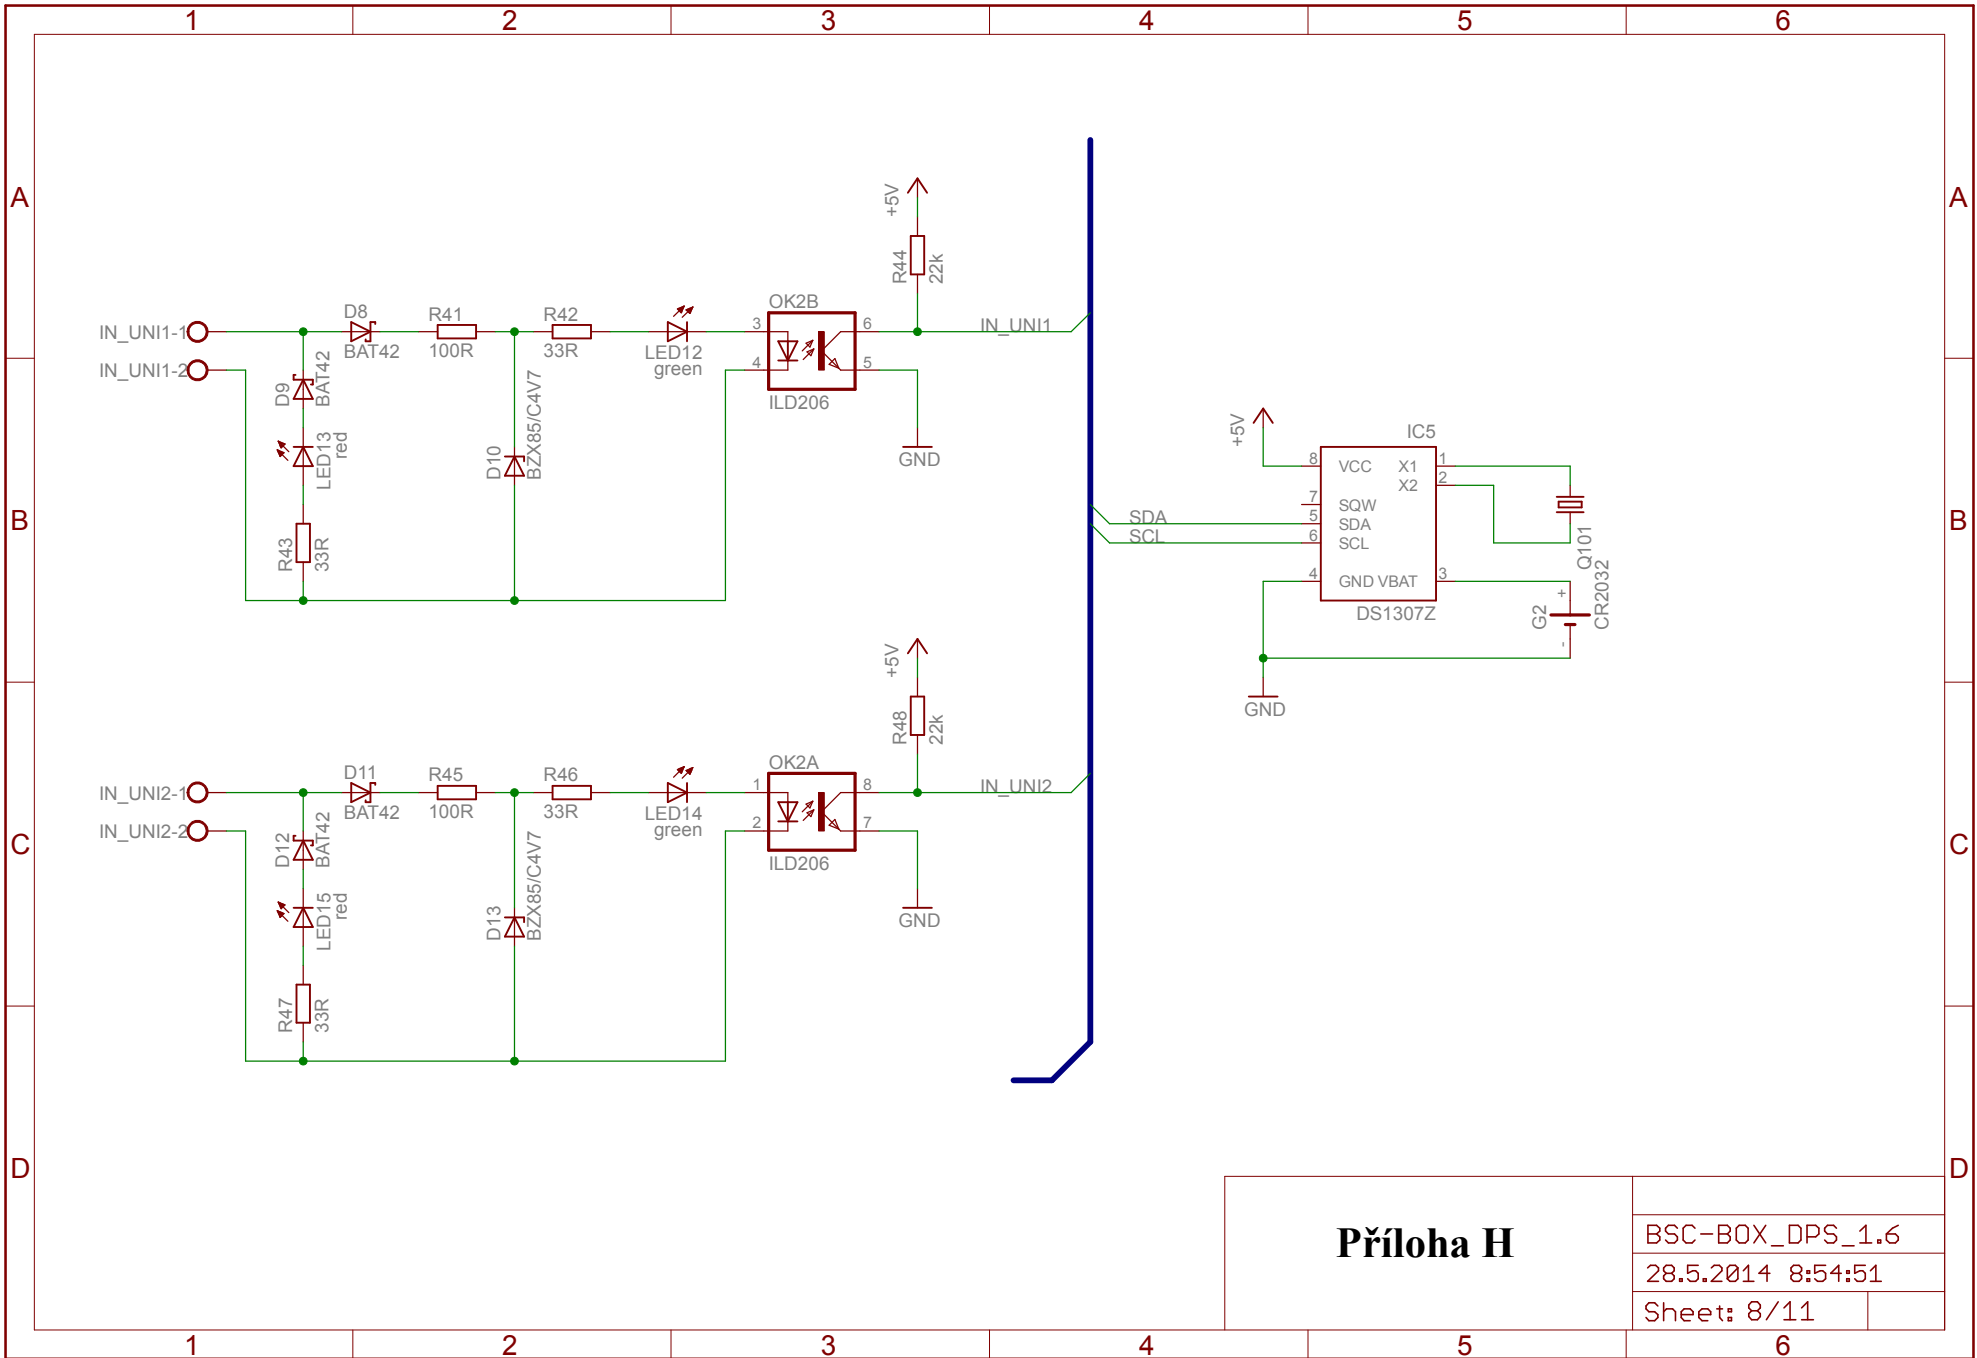 1 2 3 4 5 6
A A
+5V
R44
22k
OK2B
D8
R41
R42
IN_UNI1-1
3
6
IN_UNI1
BAT42
100R
33R
LED12
green
IN_UNI1-2
4
5
ILD206
D9
BAT42
LED13
red
D10
BZX85/C4V7
GND
R43
33R
B B
+5V
IC5
8
VCC
X1
1
X2
2
7
SQW
SDA
5
SDA
SCL
6
SCL
Q101
4
GND
VBAT
3
DS1307Z
+
G2
CR2032
-
GND
+5V
R48
22k
OK2A
D11
R45
R46
IN_UNI2-1
1
8
IN_UNI2
BAT42
100R
33R
LED14
green
IN_UNI2-2
2
7
ILD206
C C
D12
BAT42
LED15
red
D13
BZX85/C4V7
GND
R47
33R
D D
Příloha H
BSC-BOX_DPS_1.6
28.5.2014 8:54:51
Sheet: 8/11
1 2 3 4 5 6